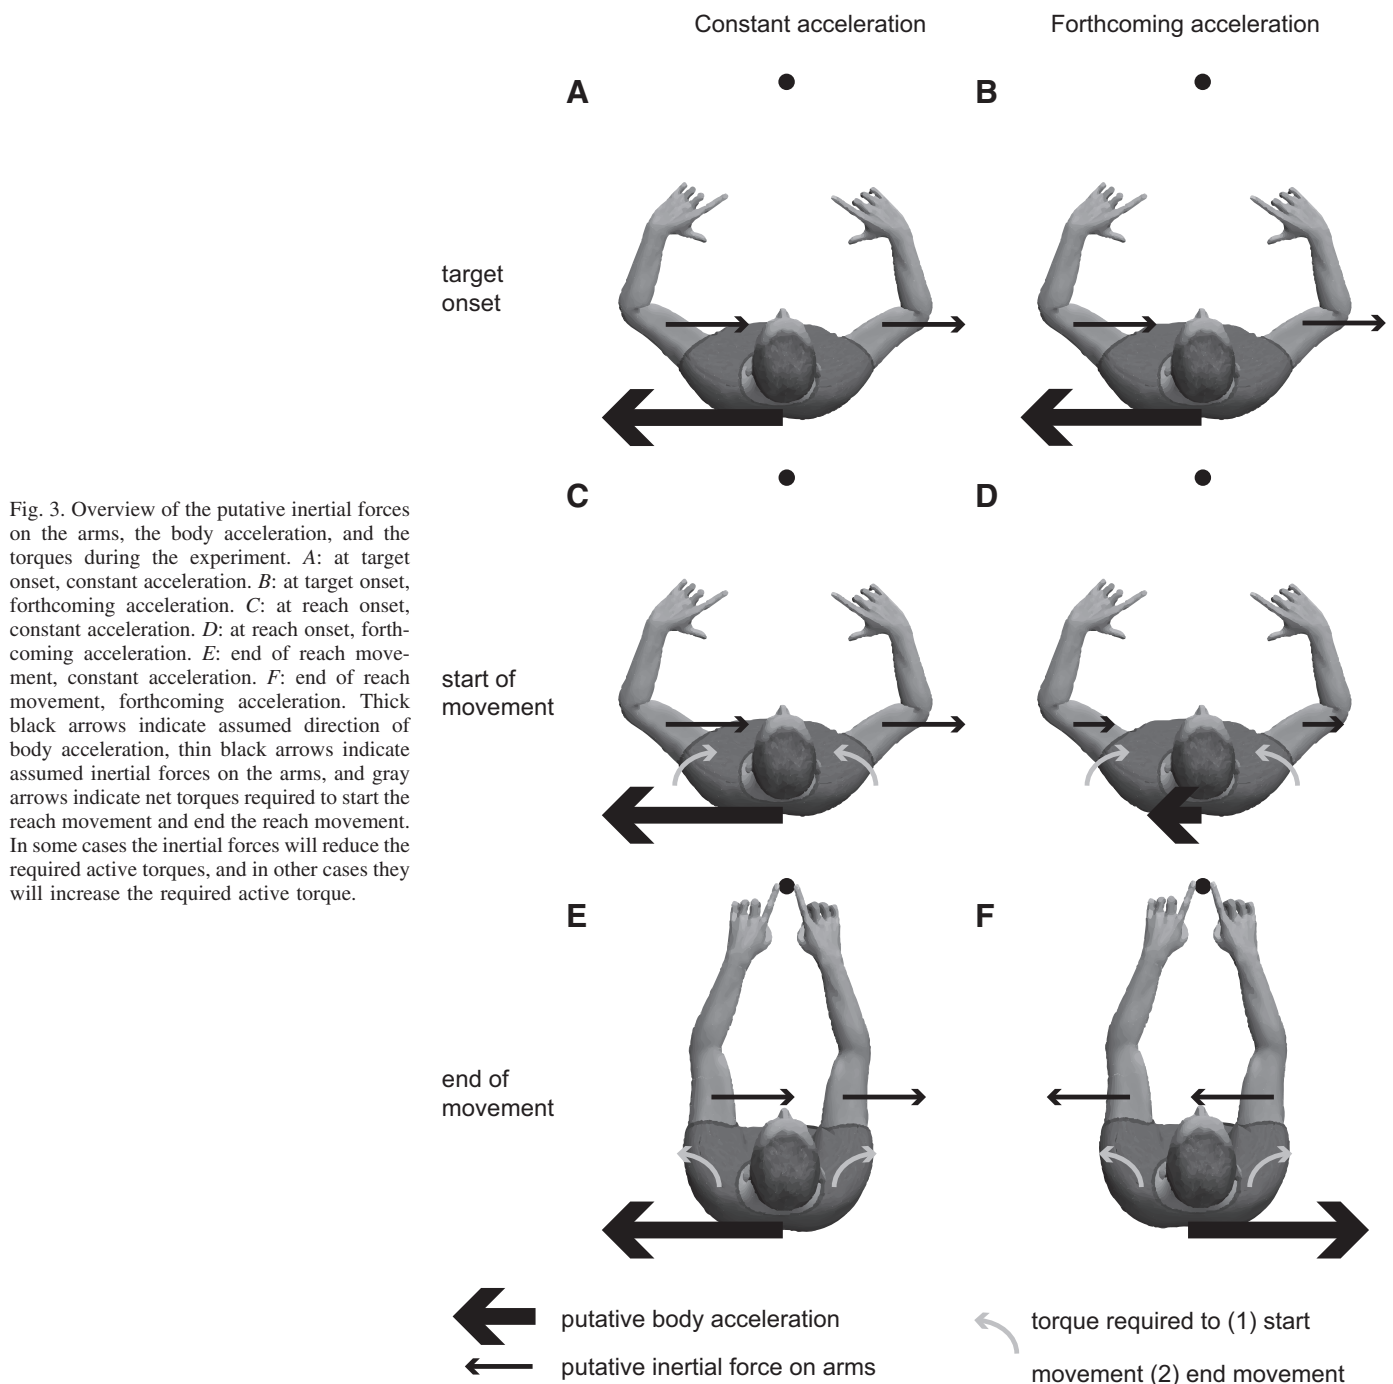 Constant acceleration
Forthcoming acceleration
A
B
target
onset
C
D
Fig. 3. Overview of the putative inertial forces
on the arms, the body acceleration, and the
torques during the experiment. A: at target
onset, constant acceleration. B: at target onset,
forthcoming acceleration. C: at reach onset,
constant acceleration. D: at reach onset, forth-
coming acceleration. E: end of reach move-
ment, constant acceleration. F: end of reach
movement, forthcoming acceleration. Thick
black arrows indicate assumed direction of
body acceleration, thin black arrows indicate
assumed inertial forces on the arms, and gray
arrows indicate net torques required to start the
reach movement and end the reach movement.
In some cases the inertial forces will reduce the
required active torques, and in other cases they
will increase the required active torque.
start of
movement
E
F
end of
movement
putative body acceleration
putative inertial force on arms
torque required to (1) start
movement (2) end movement